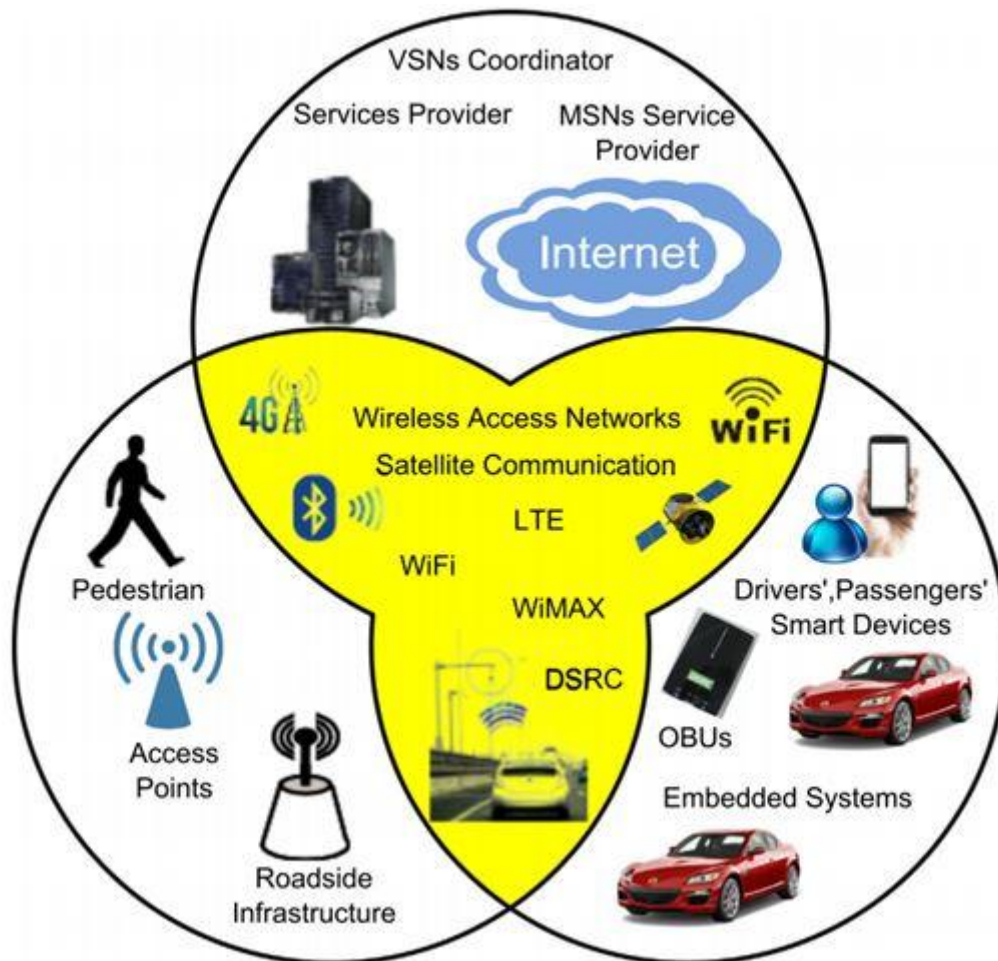 VSNs Coordinator
Services Provider
MSNs Service
Provider
Internet
4G
Wireless Access Networks
WiFi
Satellite Communication
LTE
WiFi
WiMAX
DSRC
Pedestrian
Access
Points
Roadside
Infrastructure
Drivers',Passengers'
Smart Devices
OBUs
Embedded Systems